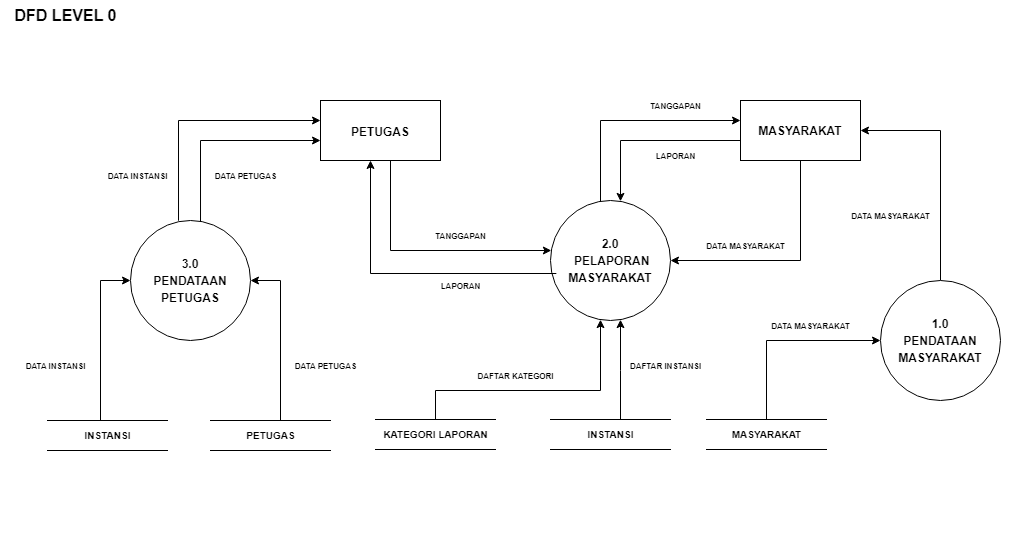 DFD LEVEL 0
TANGGAPAN
PETUGAS
MASYARAKAT
LAPORAN
DATA INSTANSI
DATA PETUGAS
DATA MASYARAKAT
TANGGAPAN
2.0
PELAPORAN
MASYARAKAT
DATA MASYARAKAT
3.0
PENDATAAN
PETUGAS
LAPORAN
1.0
PENDATAAN
MASYARAKAT
DATA MASYARAKAT
DATA INSTANSI
DATA PETUGAS
DAFTAR KATEGORI
DAFTAR INSTANSI
INSTANSI
PETUGAS
KATEGORI LAPORAN
INSTANSI
MASYARAKAT